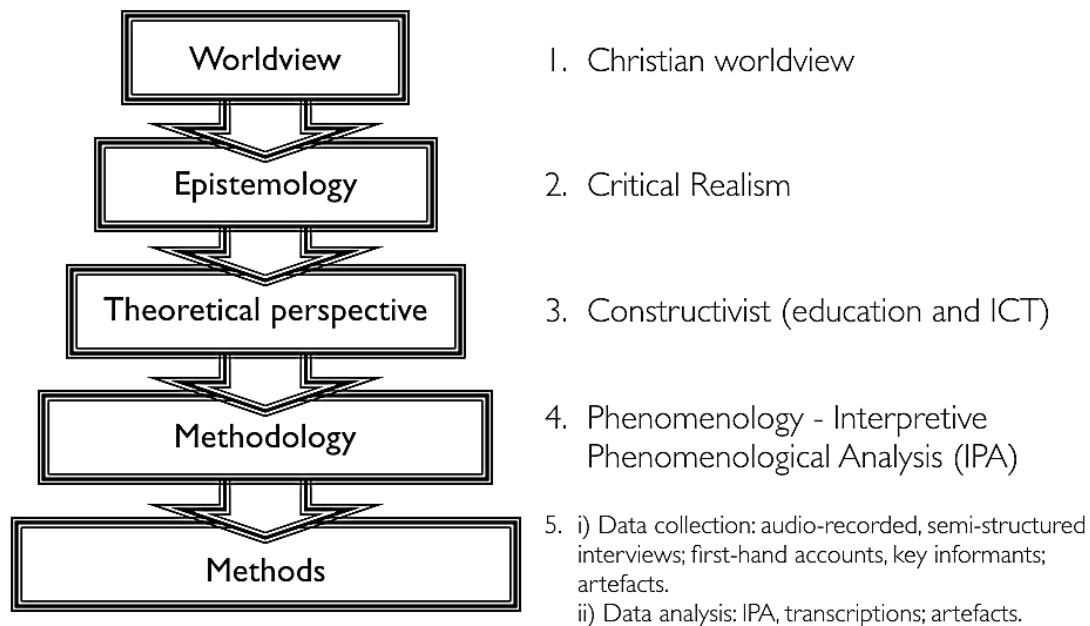 Worldview
1. Christian worldview
Epistemology
2. Critical Realism
Theoretical perspective
3. Constructivist (education and ICT)
Methodology
4. Phenomenology - Interpretive
Phenomenological Analysis (IPA)
Methods
5. i) Data collection: audio-recorded, semi-structured
interviews; first-hand accounts, key informants;
artefacts.
ii) Data analysis: IPA, transcriptions; artefacts.